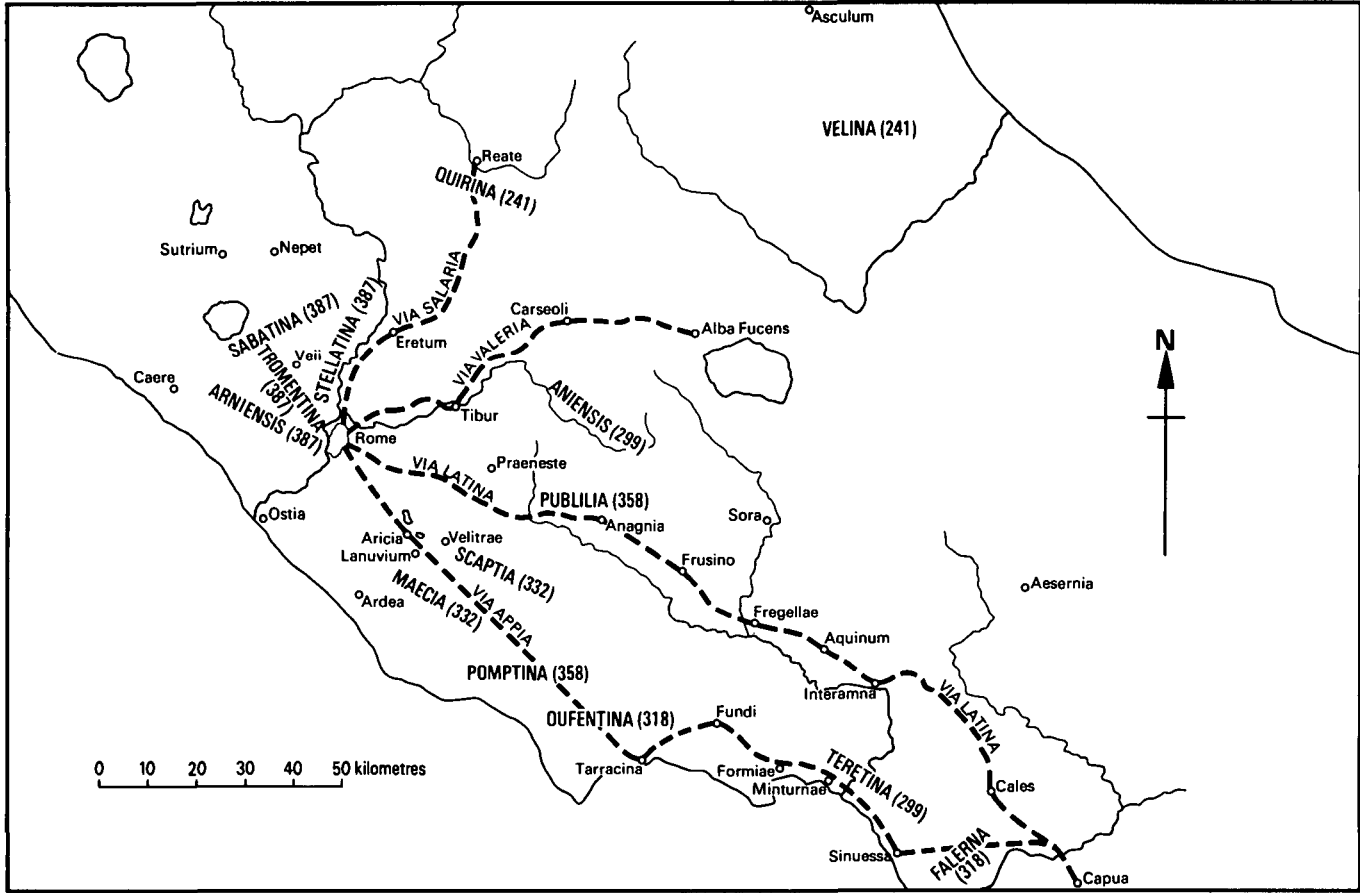 Asculum
VELINA (241)
Reate
QUIRINA (241)
Sutrium
Nepet
VIA SALARIA
SABATINA (387)
STELLATINA (387)
Carseoli
Alba Fucens
Eretum
VIA VALERIA
N
Veii
TROMENTINA
(387)
Caere
ARNIENSIS (387)
Tibur
ANIENSIS (299)
Rome
VIA LATINA
Praeneste
PUBLILIA (358)
Ostia
Anagnia
Sora
Aricia
Velitrae
Lanuvium
SCAPTIA (332)
Frusino
MAECIA (332)
VIA APPIA
Ardea
Aesernia
Fregellae
Aquinum
POMPTINA (358)
Interamna
VIA LATINA
OUFENTINA (318)
Fundi
0 10 20 30 40 50 kilometres
Tarracina
Formiae
TERETINA (299)
Minturnae
Cales
Sinuessa
FALERNA
(318)
Capua